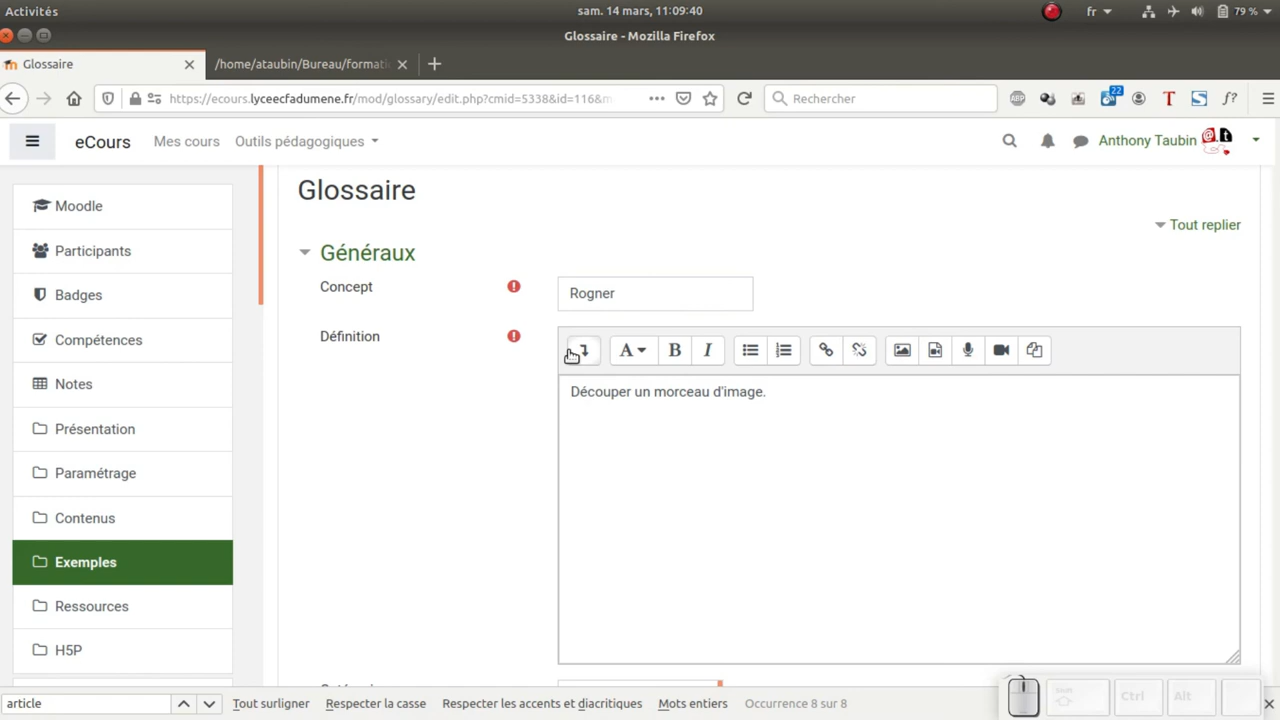 Activités
sam. 14 mars, 11:09:40
fr
79 %
Glossaire - Mozilla Firefox
Glossaire
/home/ataubin/Bureau/formati
https://ecours.lyceecfadumene.fr/mod/glossary/edit.php?cmid=5338&id=116&m
Rechercher
ABP
22
T
S
f?
eCours
Mes cours
Outils pédagogiques
Anthony Taubin
Glossaire
Tout replier
Moodle
Participants
Badges
Compétences
Notes
Présentation
Paramétrage
Contenus
Exemples
Ressources
H5P
Généraux
Concept
Rogner
Définition
A
B
I
Découper un morceau d'image.
article
Tout surligner
Respecter la casse
Respecter les accents et diacritiques
Mots entiers
Occurrence 8 sur 8
Shift
Ctrl
Alt